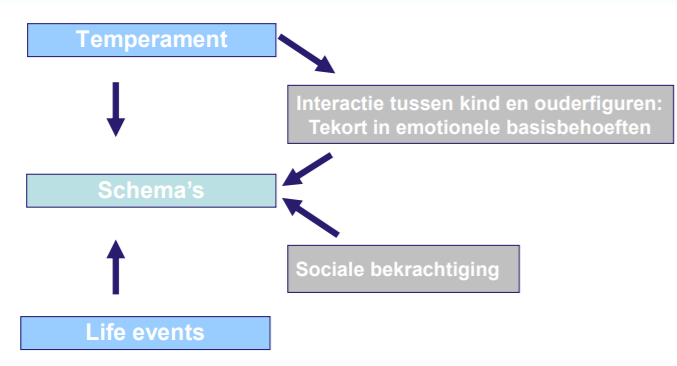 Temperament
Interactie tussen kind en ouderfiguren:
Tekort in emotionele basisbehoeften
Schema's
Sociale bekrachtiging
Life events